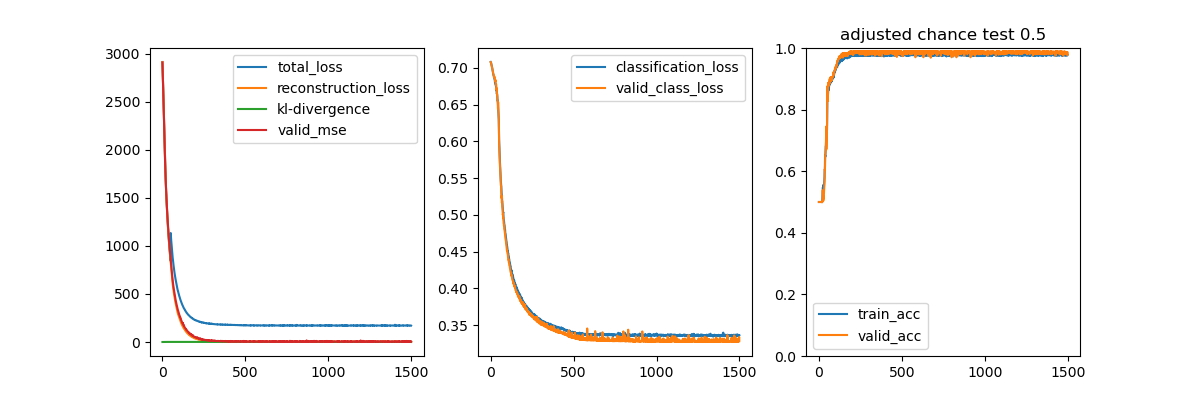 adjusted chance test 0.5
3000
2500
2000
1500
1000
500
0
total_loss
reconstruction_loss
kl-divergence
valid_mse
0 500 1000 1500
0.70
0.65
0.60
0.55
0.50
0.45
0.40
0.35
classification_loss
valid_class_loss
0 500 1000 1500
1.0
0.8
0.6
0.4
0.2
0.0
train_acc
valid_acc
0 500 1000 1500